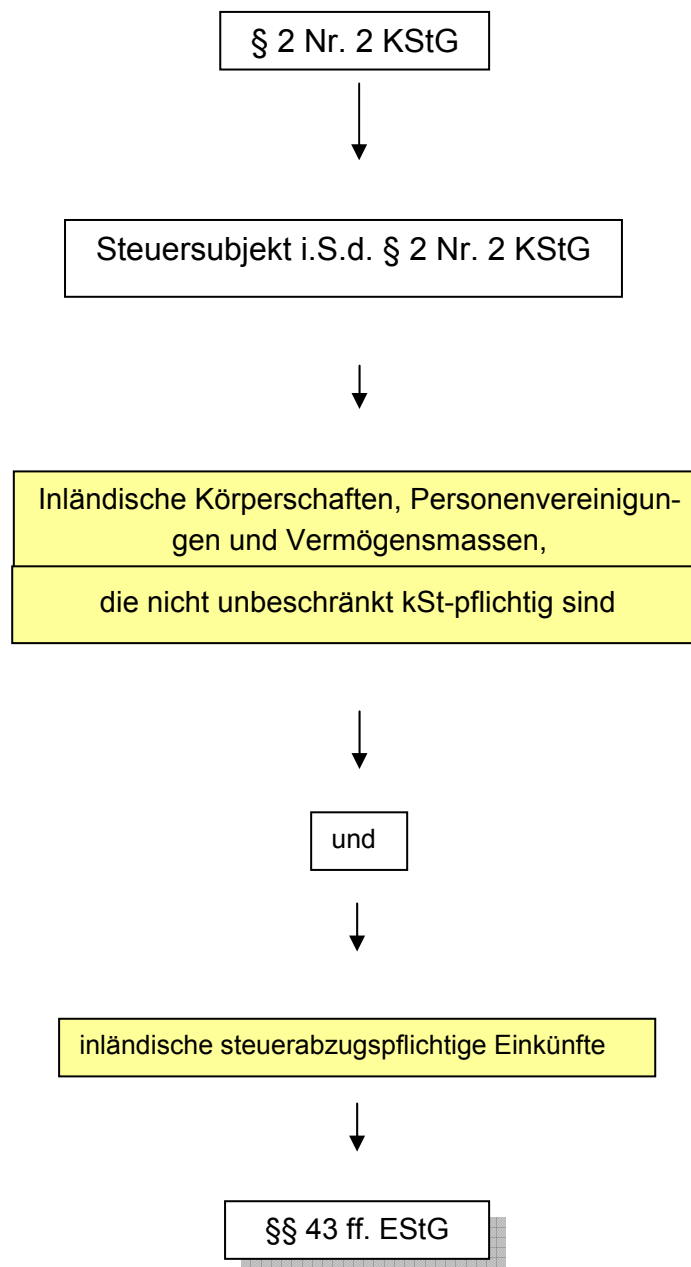 § 2 Nr. 2 KStG
Steuersubjekt i.S.d. § 2 Nr. 2 KStG
Inländische Körperschaften, Personenvereinigun-
gen und Vermögensmassen,
die nicht unbeschränkt kSt-pflichtig sind
und
inländische steuerabzugspflichtige Einkünfte
§§ 43 ff. EStG